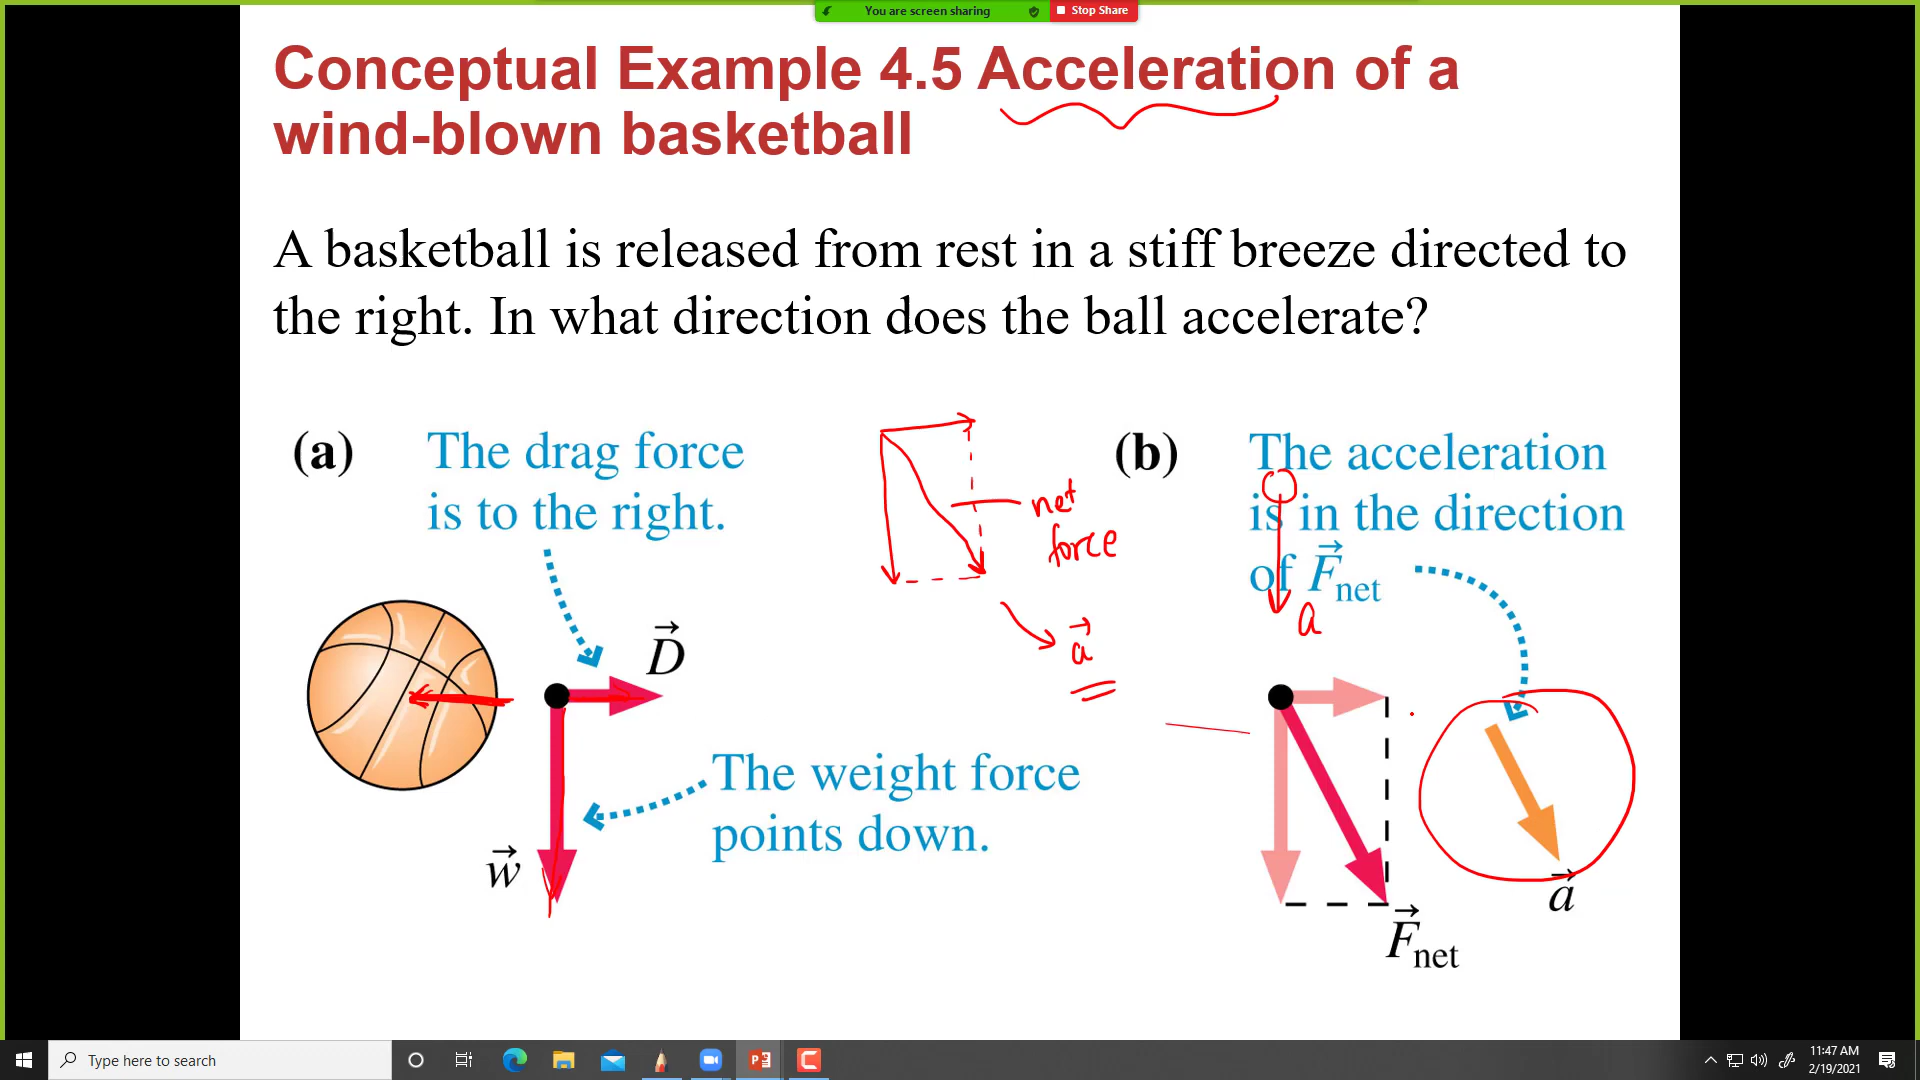 You are screen sharing
Stop Share
Conceptual Example 4.5 Acceleration of a
wind-blown basketball
A basketball is released from rest in a stiff breeze directed to
the right. In what direction does the ball accelerate?
(a)
The drag force
is to the right.
D⃗
The weight force
points down.
w⃗
net
force
a⃗
(b)
The acceleration
is in the direction
of F⃗net
a
a⃗
F⃗net
Type here to search
11:47 AM
2/19/2021